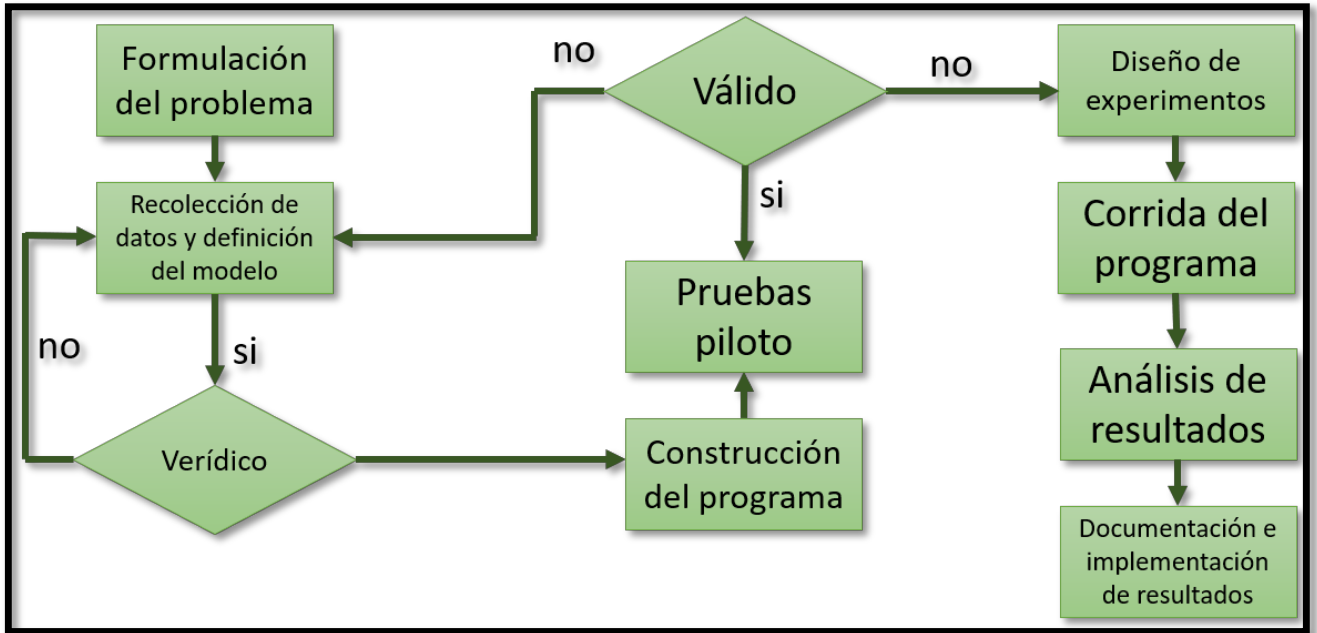 Formulación
del problema
Recolección de
datos y definición
del modelo
no
si
Verídico
no
Válido
no
si
Pruebas
piloto
Construcción
del programa
Diseño de
experimentos
Corrida del
programa
Análisis de
resultados
Documentación e
implementación
de resultados